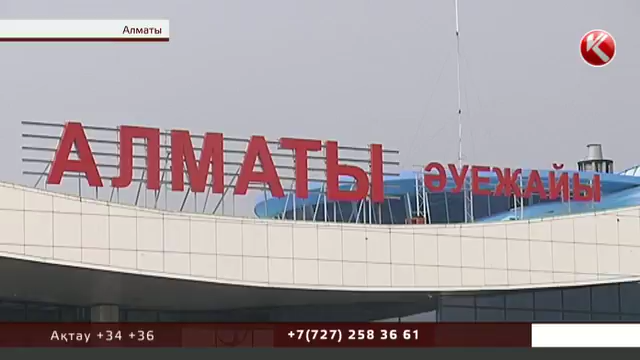 Алматы
К
АЛМАТЫ ӘУЕЖАЙЫ
Ақтау +34 +36
+7(727) 258 36 61